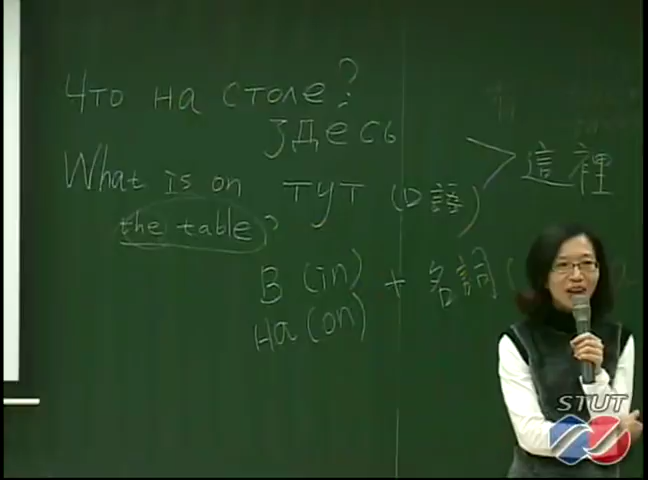 Что на столе?
здесь
What is on тут (口語) > 這裡
the table?
В (in) + 名詞 (
на (on)
STUT